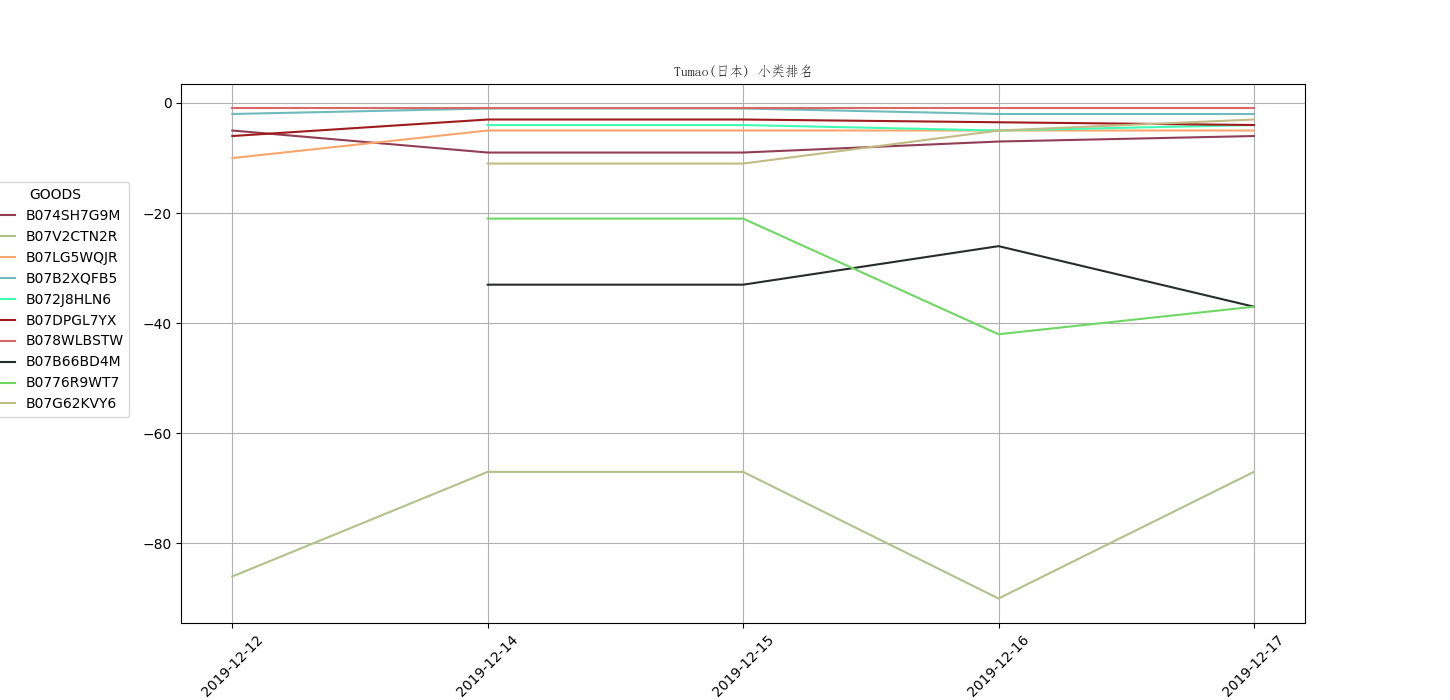 Tumao(日本) 小类排名
GOODS
B074SH7G9M
B07V2CTN2R
B07LG5WQJR
B07B2XQFB5
B072J8HLN6
B07DPGL7YX
B078WLBSTW
B07B66BD4M
B0776R9WT7
B07G62KVY6
0
−20
−40
−60
−80
2019-12-12
2019-12-14
2019-12-15
2019-12-16
2019-12-17